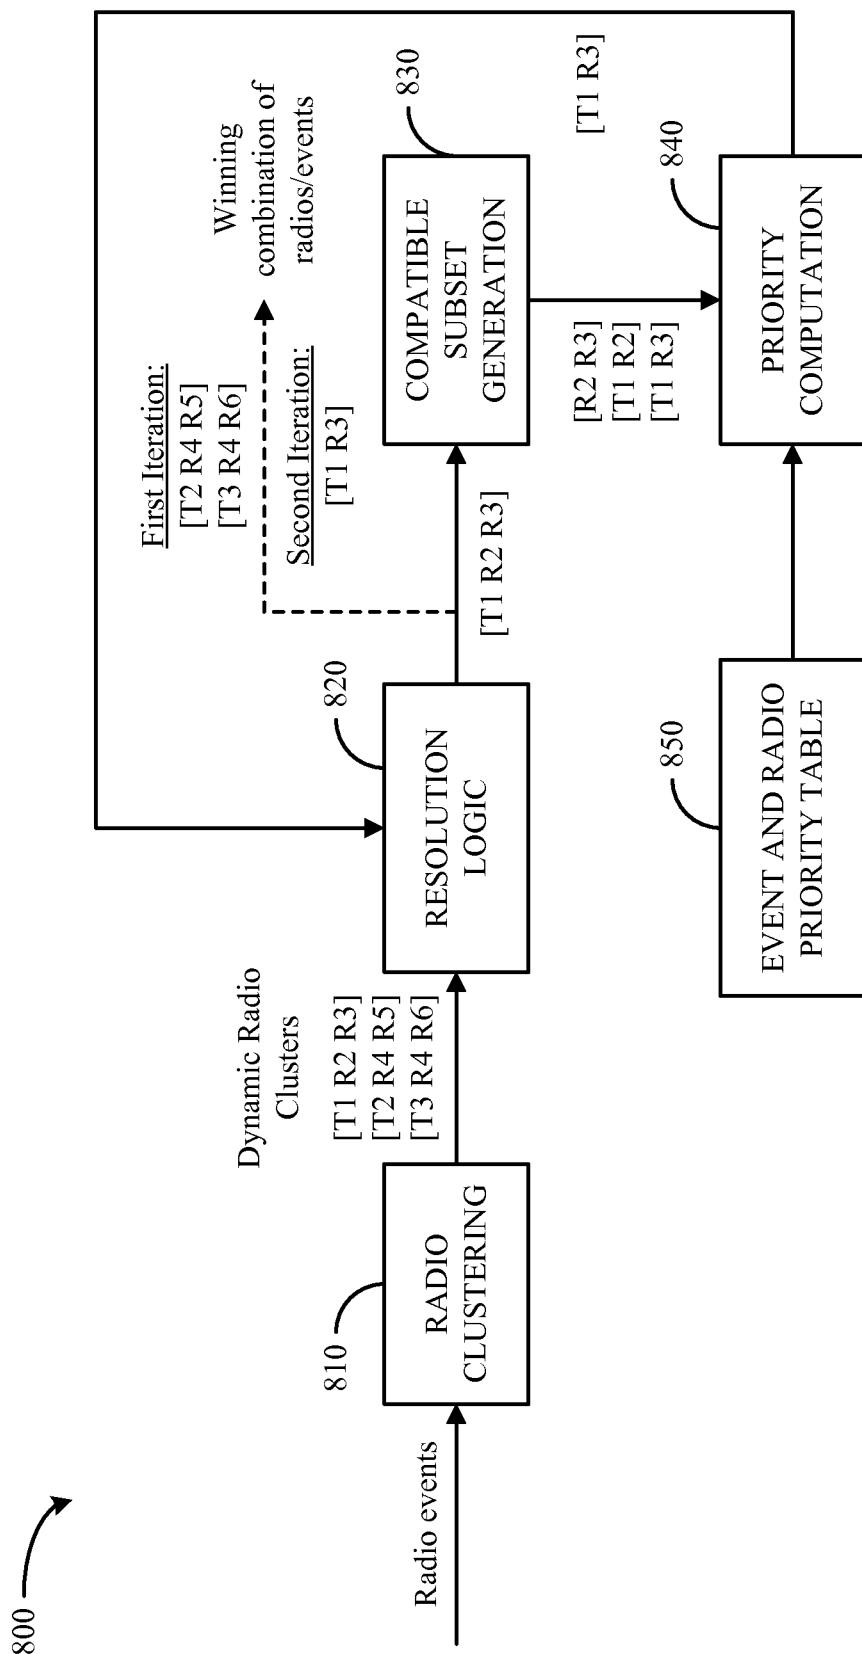 800
Radio events
810
RADIO
CLUSTERING
Dynamic Radio
Clusters
[T1 R2 R3]
[T2 R4 R5]
[T3 R4 R6]
820
RESOLUTION
LOGIC
[T1 R2 R3]
First Iteration:
[T2 R4 R5]
[T3 R4 R6]
Second Iteration:
[T1 R3]
Winning
combination of
radios/events
830
COMPATIBLE
SUBSET
GENERATION
[R2 R3]
[T1 R2]
[T1 R3]
840
PRIORITY
COMPUTATION
[T1 R3]
850
EVENT AND RADIO
PRIORITY TABLE